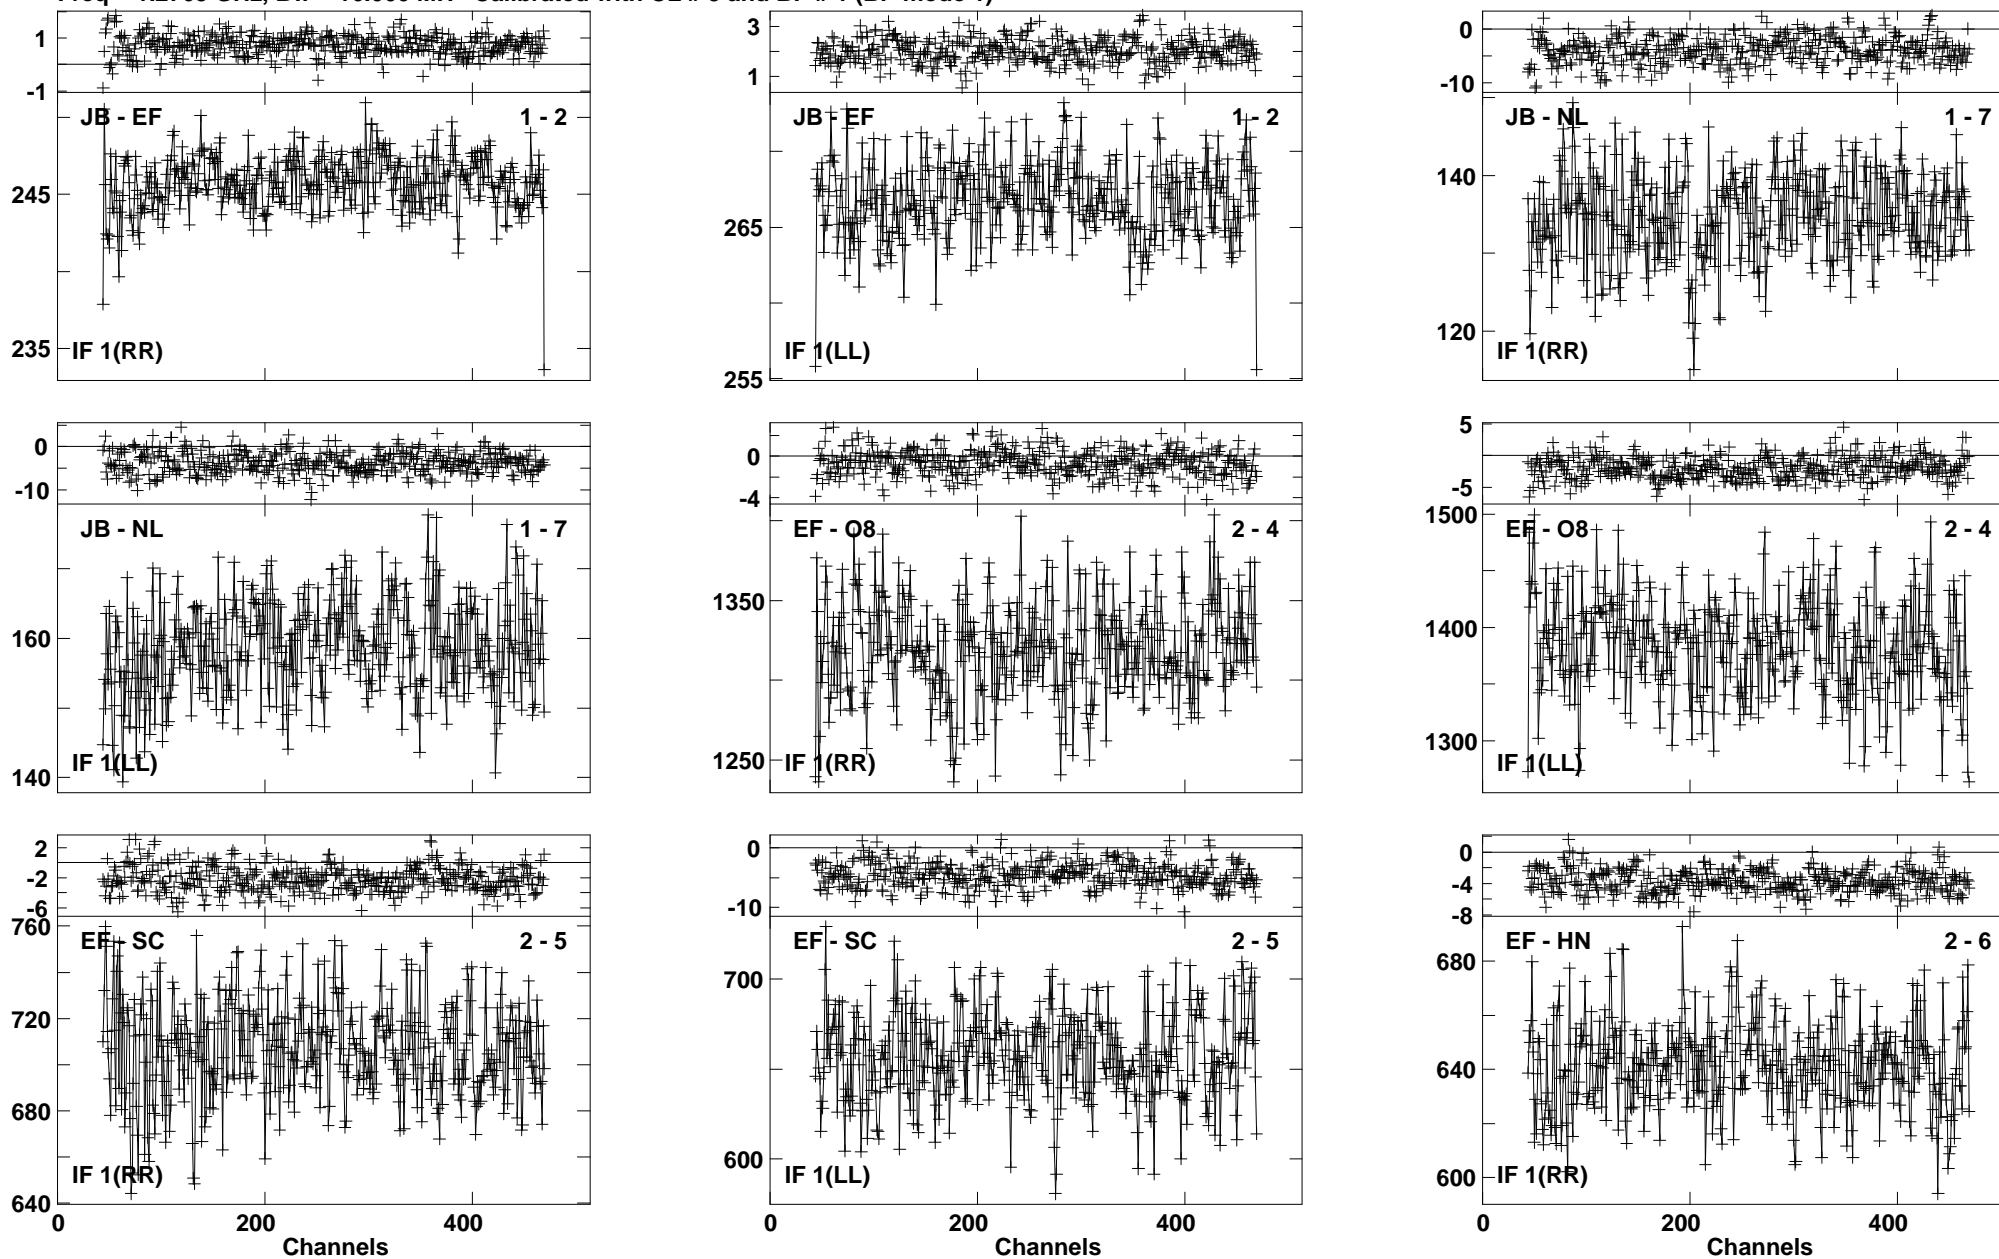 1
-1
JB - EF 1 - 2
245
235
IF 1(RR)
3
1
JB - EF 1 - 2
265
255
IF 1(LL)
0
-10
JB - NL 1 - 7
140
120
IF 1(RR)
0
-10
JB - NL 1 - 7
160
140
IF 1(LL)
0
-4
EF - O8 2 - 4
1350
1250
IF 1(RR)
5
-5
1500
EF - O8 2 - 4
1400
1300
IF 1(LL)
2
-2
-6
760
EF - SC 2 - 5
720
680
640
IF 1(RR)
0 200 400
Channels
0
-10
EF - SC 2 - 5
700
600
IF 1(LL)
0 200 400
Channels
0
-4
-8
EF - HN 2 - 6
680
640
600
IF 1(RR)
0 200 400
Channels